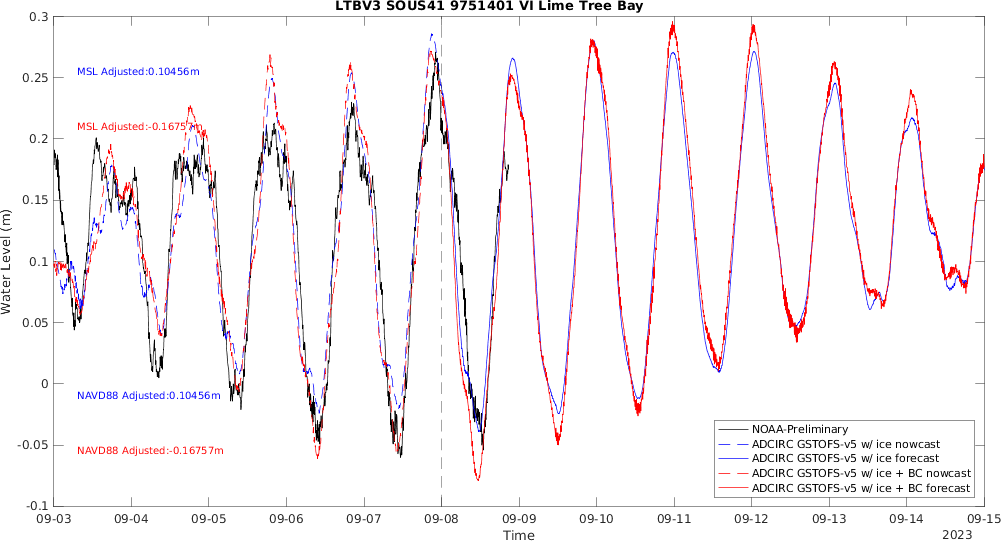 LTBV3 SOUS41 9751401 VI Lime Tree Bay
0.3
0.25
0.2
0.15
0.1
0.05
0
-0.05
-0.1
Water Level (m)
MSL Adjusted:0.10456m
MSL Adjusted:-0.16757m
NAVD88 Adjusted:0.10456m
NAVD88 Adjusted:-0.16757m
NOAA-Preliminary
ADCIRC GSTOFS-v5 w/ ice nowcast
ADCIRC GSTOFS-v5 w/ ice forecast
ADCIRC GSTOFS-v5 w/ ice + BC nowcast
ADCIRC GSTOFS-v5 w/ ice + BC forecast
09-03 09-04 09-05 09-06 09-07 09-08 09-09 09-10 09-11 09-12 09-13 09-14 09-15
Time
2023